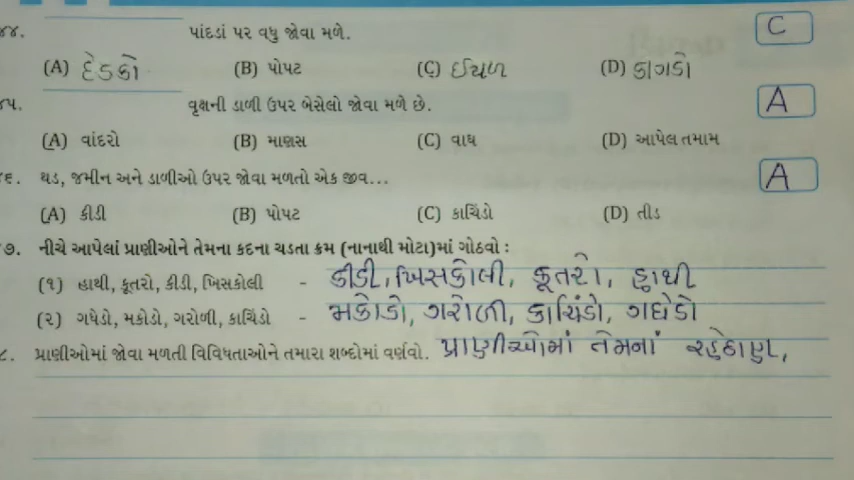 ૪૪. પાંદડાં પર વધુ જોવા મળે. C
(A) દેડકો (B) પોપટ (C) ઈયળ (D) કાગડો
૪૫. વૃક્ષની ડાળી ઉપર બેસેલો જોવા મળે છે. A
(A) વાંદરો (B) માણસ (C) વાઘ (D) આપેલ તમામ
૪૬. થડ, જમીન અને ડાળીઓ ઉપર જોવા મળતો એક જીવ... A
(A) કીડી (B) પોપટ (C) કાચિંડો (D) તીડ
૭. નીચે આપેલાં પ્રાણીઓને તેમના કદના ચડતા ક્રમ (નાનાથી મોટા)માં ગોઠવો :
(૧) હાથી, કૂતરો, કીડી, ખિસકોલી - કીડી, ખિસકોલી, કૂતરો, હાથી
(૨) ગધેડો, મકોડો, ગરોળી, કાચિંડો - મકોડો, ગરોળી, કાચિંડો, ગધેડો
૮. પ્રાણીઓમાં જોવા મળતી વિવિધતાઓને તમારા શબ્દોમાં વર્ણવો. પ્રાણીઓમાં તેમનાં રહેઠાણ,